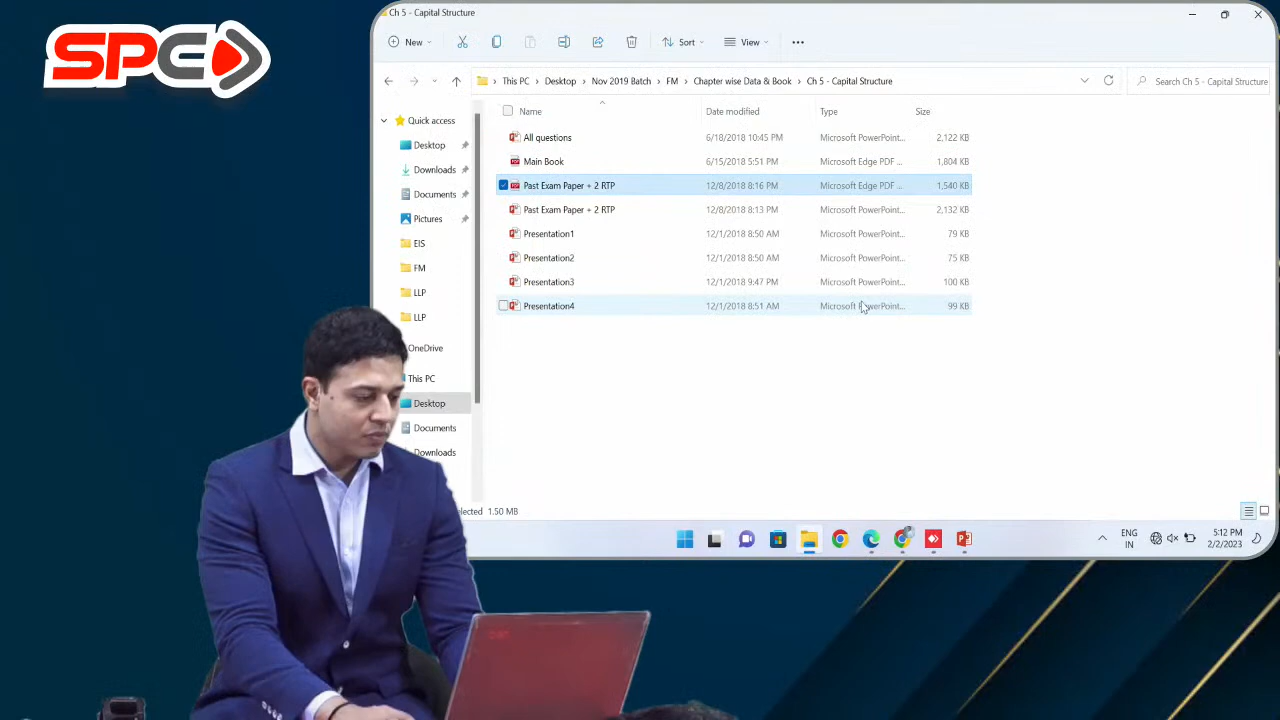 SPC
Ch 5 - Capital Structure
New
Sort
View
This PC > Desktop > Nov 2019 Batch > FM > Chapter wise Data & Book > Ch 5 - Capital Structure
Search Ch 5 - Capital Structure
Name Date modified Type Size
All questions 6/18/2018 10:45 PM Microsoft PowerPoint... 2,122 KB
Main Book 6/15/2018 5:51 PM Microsoft Edge PDF ... 1,804 KB
Past Exam Paper + 2 RTP 12/8/2018 8:16 PM Microsoft Edge PDF ... 1,540 KB
Past Exam Paper + 2 RTP 12/8/2018 8:13 PM Microsoft PowerPoint... 2,132 KB
Presentation1 12/1/2018 8:50 AM Microsoft PowerPoint... 79 KB
Presentation2 12/1/2018 8:50 AM Microsoft PowerPoint... 75 KB
Presentation3 12/1/2018 9:47 PM Microsoft PowerPoint... 100 KB
Presentation4 12/1/2018 8:51 AM Microsoft PowerPoint... 99 KB
Quick access
Desktop
Downloads
Documents
Pictures
EIS
FM
LLP
LLP
OneDrive
This PC
Desktop
Documents
Downloads
elected 1.50 MB
ENG
IN
5:12 PM
2/2/2023